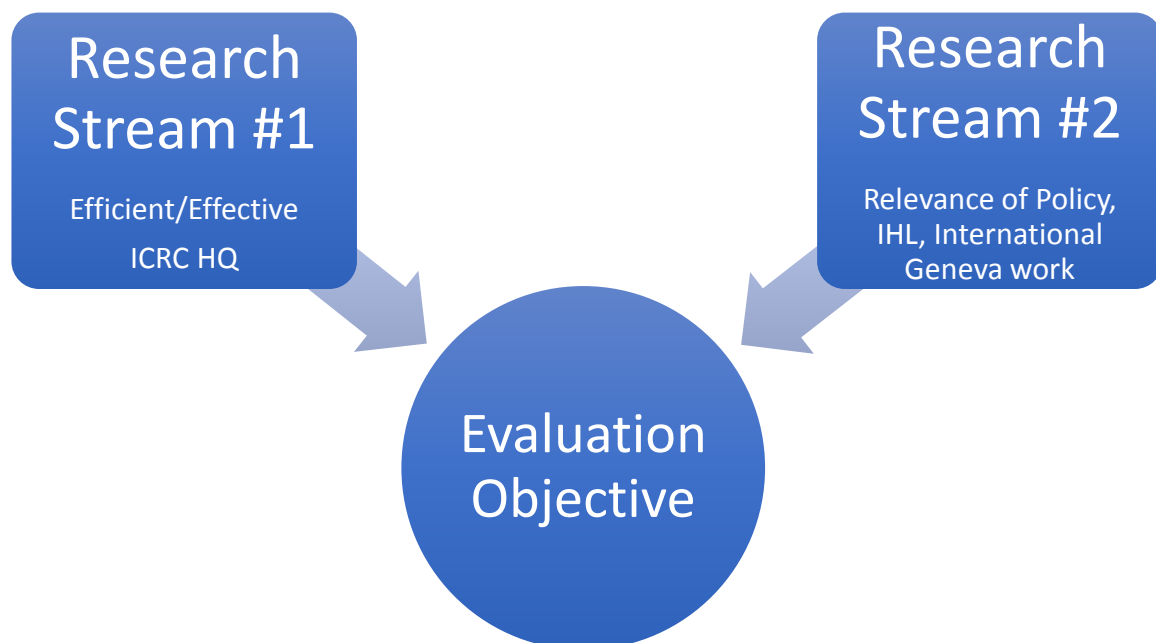 Research
Stream #1
Efficient/Effective
ICRC HQ
Research
Stream #2
Relevance of Policy,
IHL, International
Geneva work
Evaluation
Objective